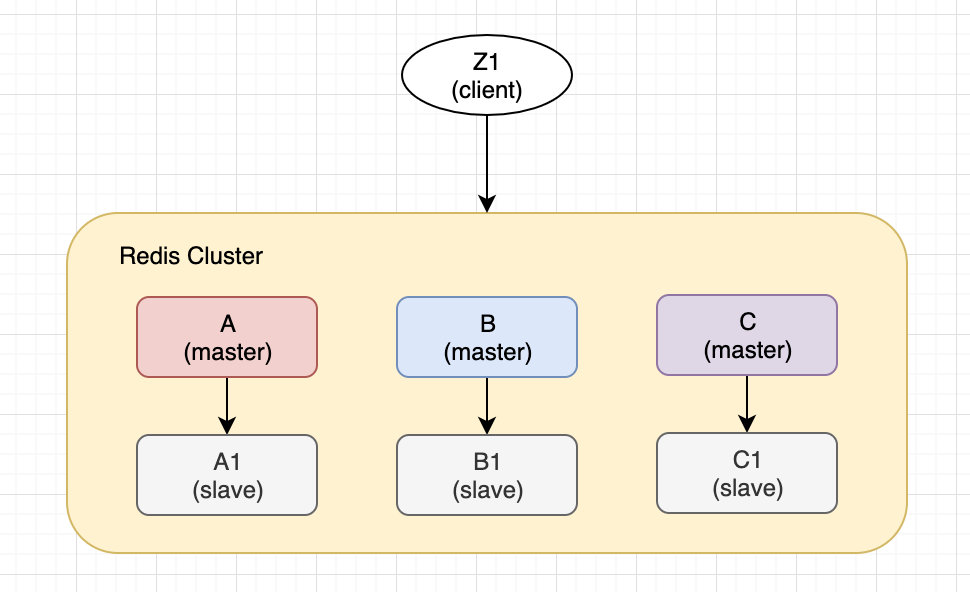 Z1
(client)
Redis Cluster
A
(master)
B
(master)
C
(master)
A1
(slave)
B1
(slave)
C1
(slave)